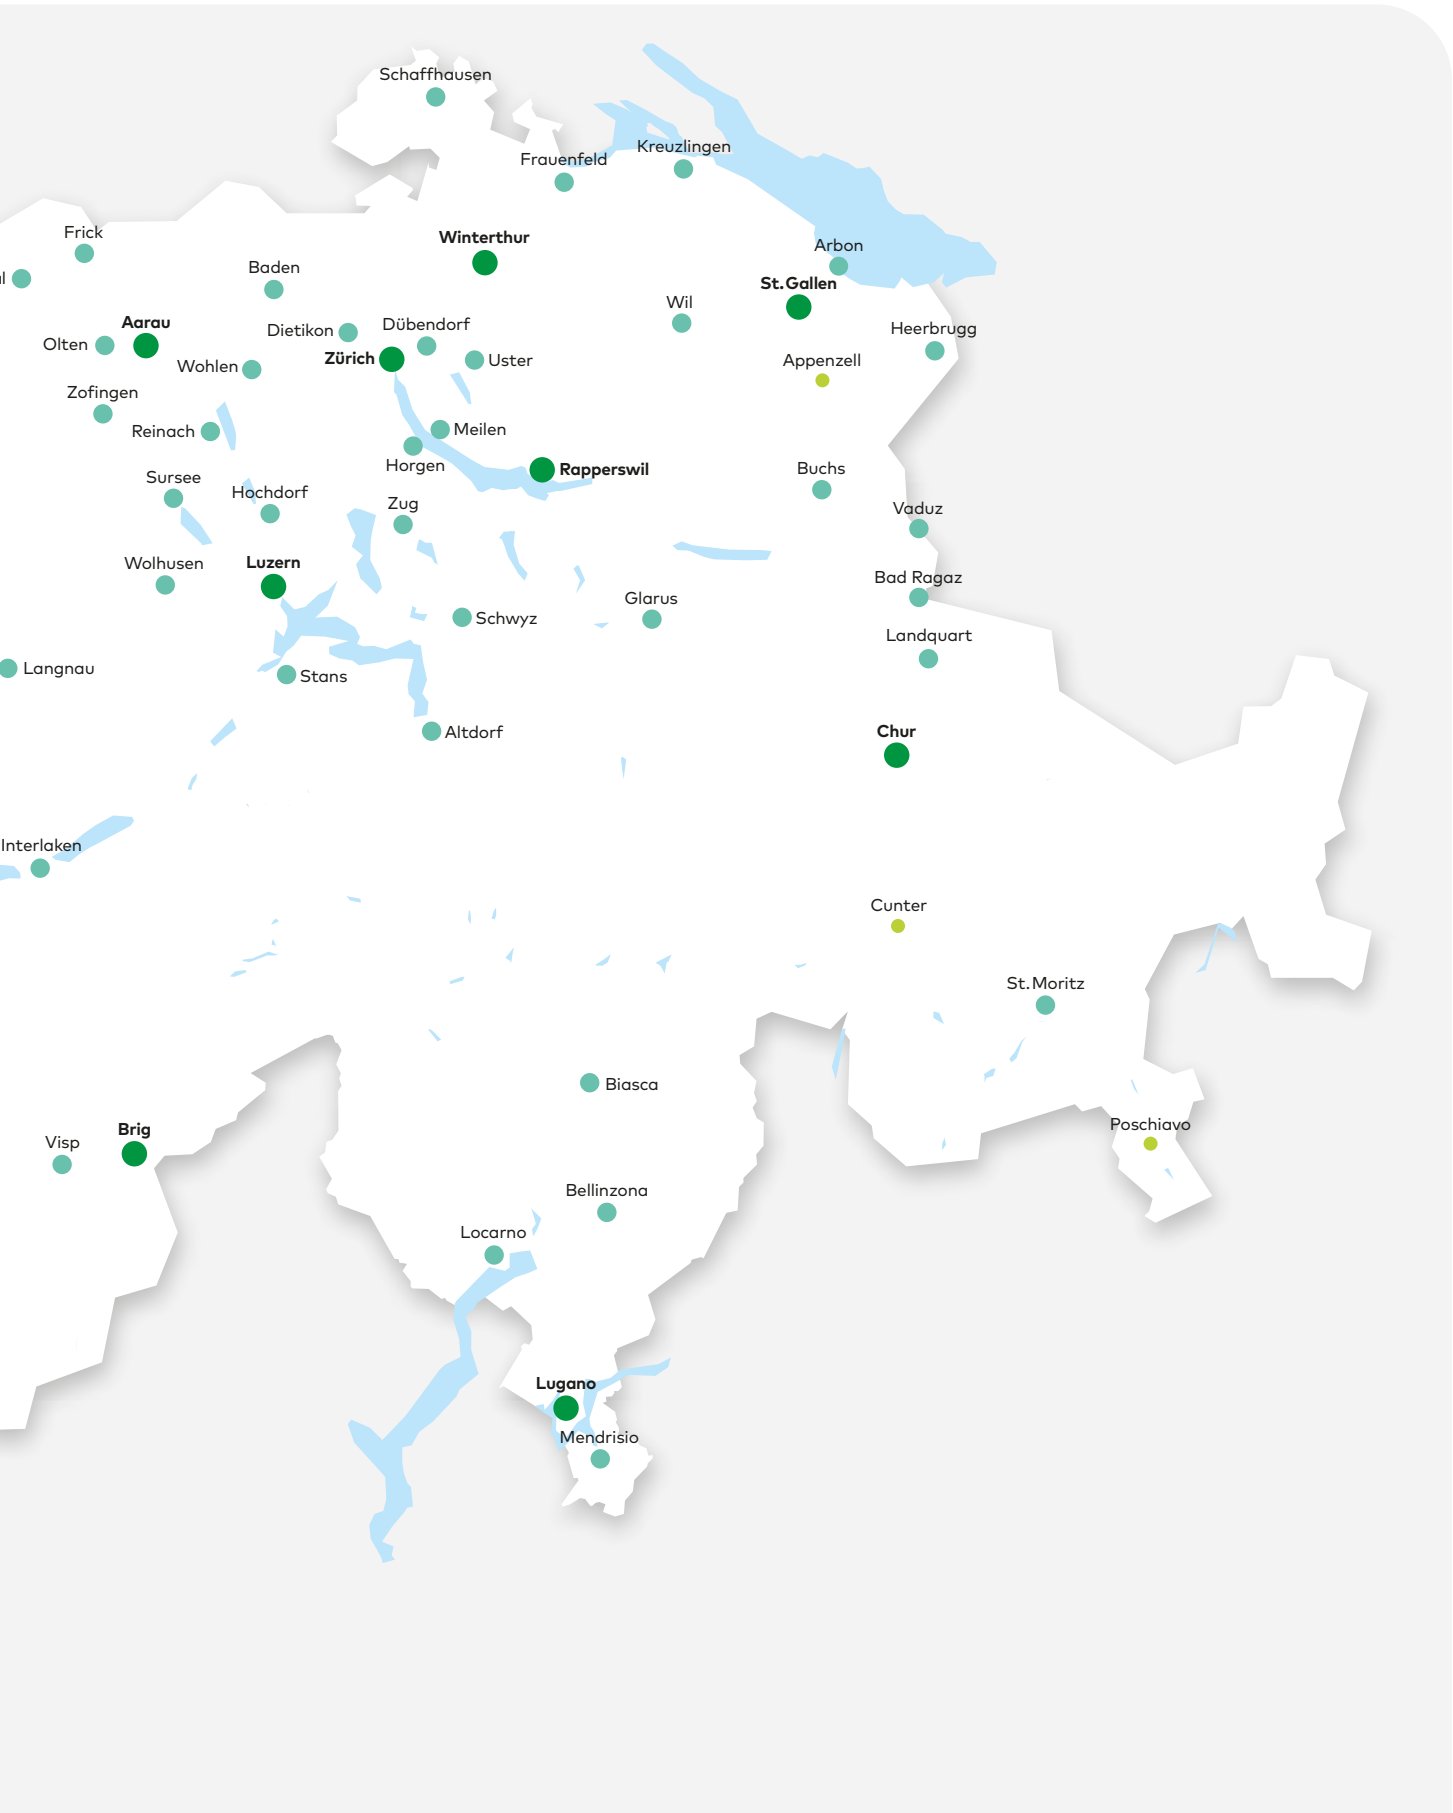 Schaffhausen
Kreuzlingen
Frauenfeld
Frick
Winterthur
Arbon
Baden
St. Gallen
Wil
Aarau
Dübendorf
Heerbrugg
Dietikon
Olten
Zürich
Uster
Appenzell
Wohlen
Zofingen
Meilen
Reinach
Horgen
Rapperswil
Buchs
Sursee
Hochdorf
Zug
Vaduz
Wolhusen
Luzern
Bad Ragaz
Glarus
Schwyz
Landquart
Langnau
Stans
Chur
Altdorf
Interlaken
Cunter
St. Moritz
Biasca
Poschiavo
Brig
Visp
Bellinzona
Locarno
Lugano
Mendrisio